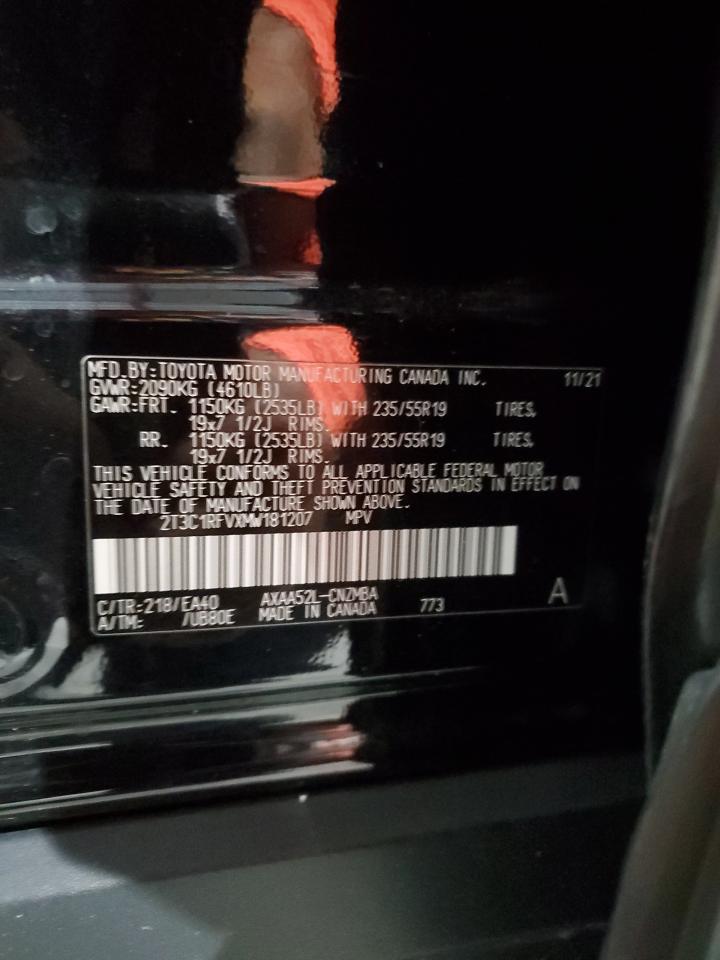 MFD.BY:TOYOTA MOTOR MANUFACTURING CANADA INC. 11/21
GVWR:2090KG (4610LB)
GAWR:FRT. 1150KG (2535LB) WITH 235/55R19 TIRES,
19x7 1/2J RIMS.
RR. 1150KG (2535LB) WITH 235/55R19 TIRES,
19x7 1/2J RIMS.
THIS VEHICLE CONFORMS TO ALL APPLICABLE FEDERAL MOTOR
VEHICLE SAFETY AND THEFT PREVENTION STANDARDS IN EFFECT ON
THE DATE OF MANUFACTURE SHOWN ABOVE.
2T3C1RFVXMW181207 MPV
C/TR:218/EA40 AXAA52L-CNZMBA 773 A
A/TM: /UB80E MADE IN CANADA